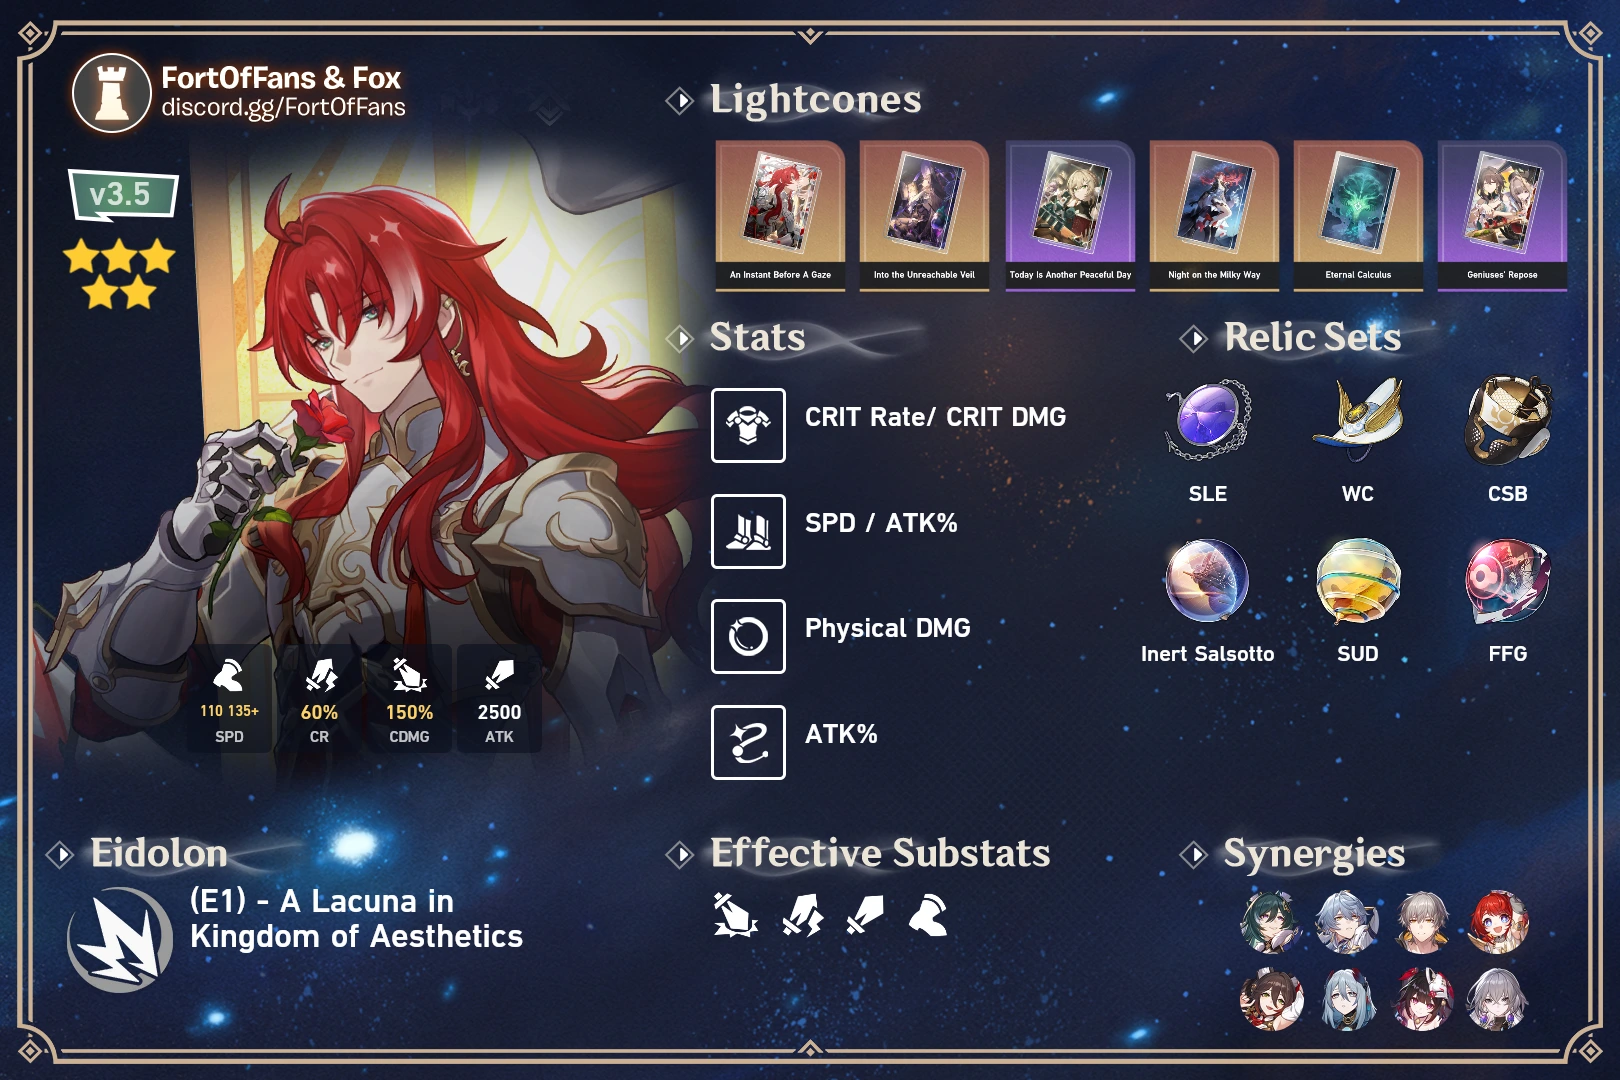 FortOfFans & Fox
discord.gg/FortOfFans
v3.5
110 135+
SPD
60%
CR
150%
CDMG
2500
ATK
Lightcones
An Instant Before A Gaze
Into the Unreachable Veil
Today Is Another Peaceful Day
Night on the Milky Way
Eternal Calculus
Geniuses' Repose
Stats
CRIT Rate/ CRIT DMG
SPD / ATK%
Physical DMG
ATK%
Relic Sets
SLE
WC
CSB
Inert Salsotto
SUD
FFG
Eidolon
(E1) - A Lacuna in
Kingdom of Aesthetics
Effective Substats
Synergies